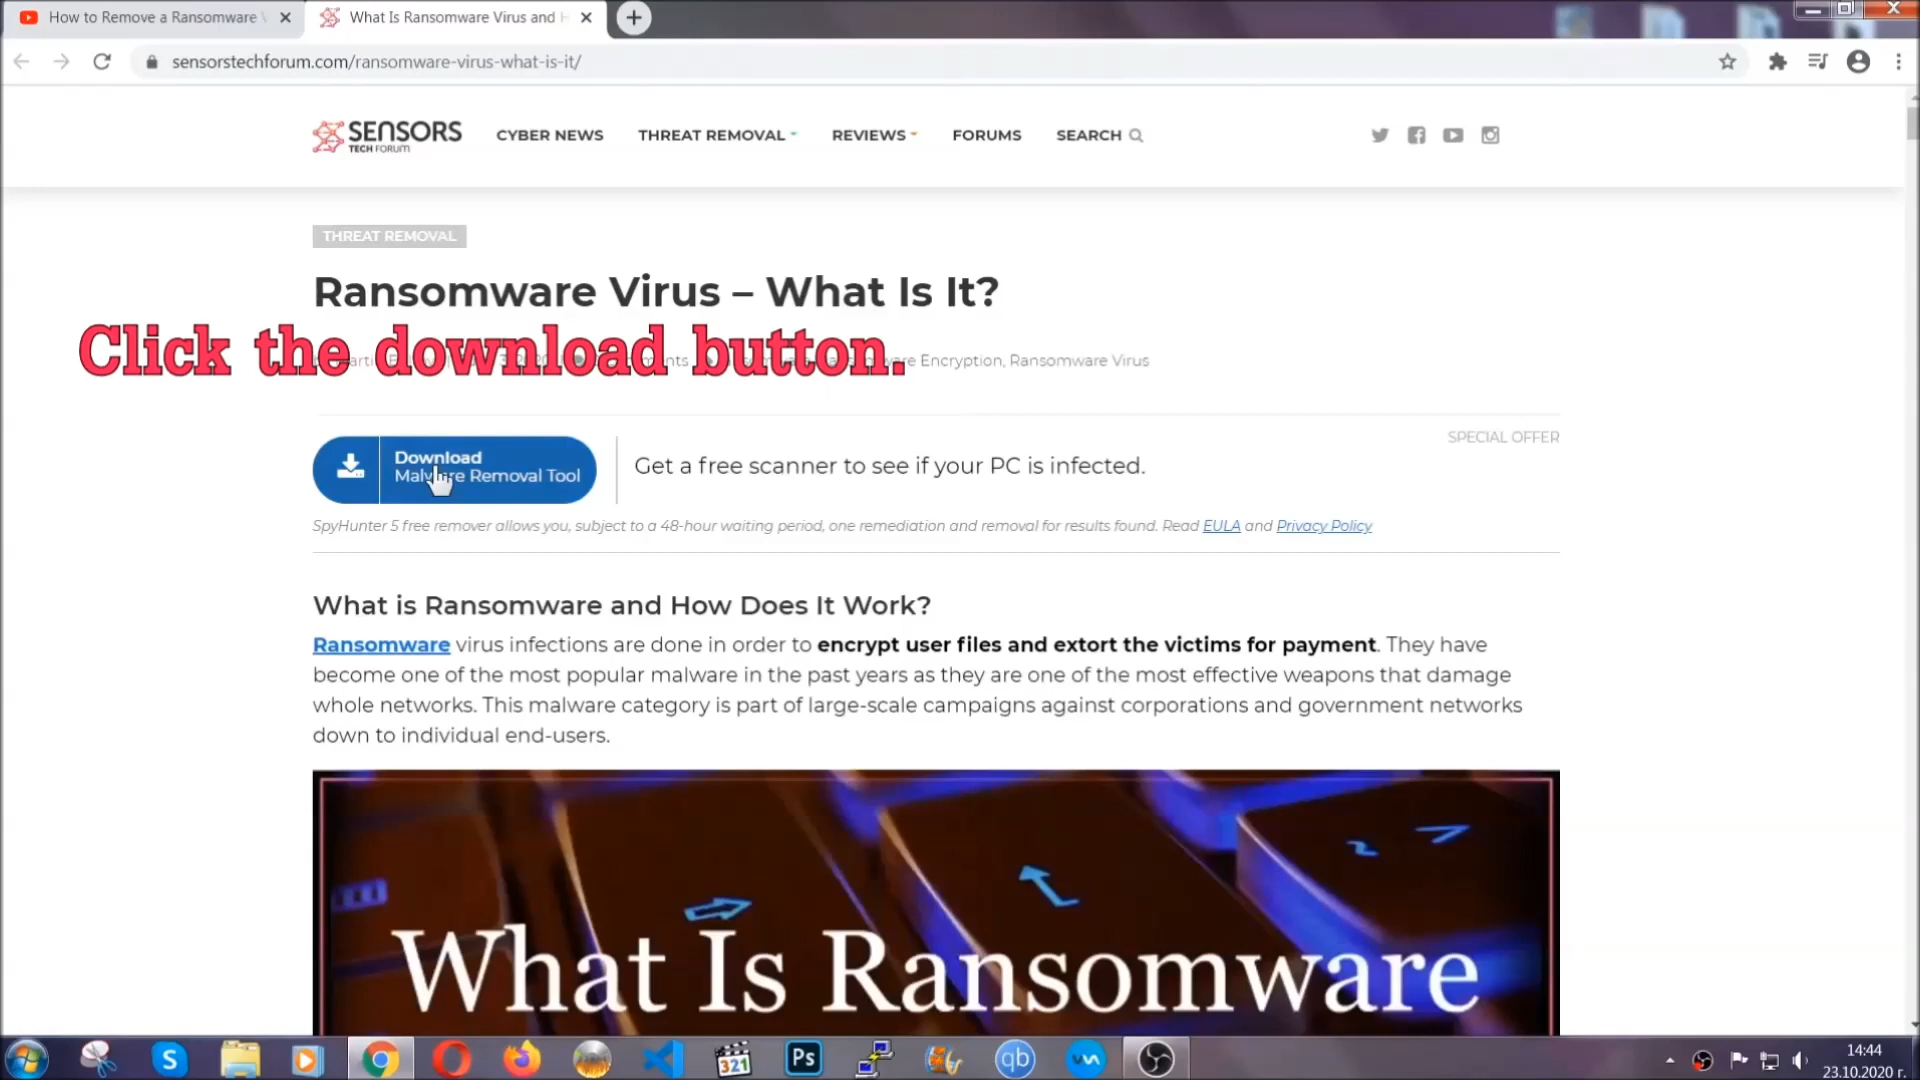 How to Remove a Ransomware V
What Is Ransomware Virus and H
sensorstechforum.com/ransomware-virus-what-is-it/
SENSORS
TECH FORUM
CYBER NEWS
THREAT REMOVAL
REVIEWS
FORUMS
SEARCH
THREAT REMOVAL
Ransomware Virus – What Is It?
Click the download button.
Encryption, Ransomware Virus
SPECIAL OFFER
Download
Malware Removal Tool
Get a free scanner to see if your PC is infected.
SpyHunter 5 free remover allows you, subject to a 48-hour waiting period, one remediation and removal for results found. Read EULA and Privacy Policy
What is Ransomware and How Does It Work?
Ransomware virus infections are done in order to encrypt user files and extort the victims for payment. They have
become one of the most popular malware in the past years as they are one of the most effective weapons that damage
whole networks. This malware category is part of large-scale campaigns against corporations and government networks
down to individual end-users.
What Is Ransomware
S
321
Ps
qb
14:44
23.10.2020 г.